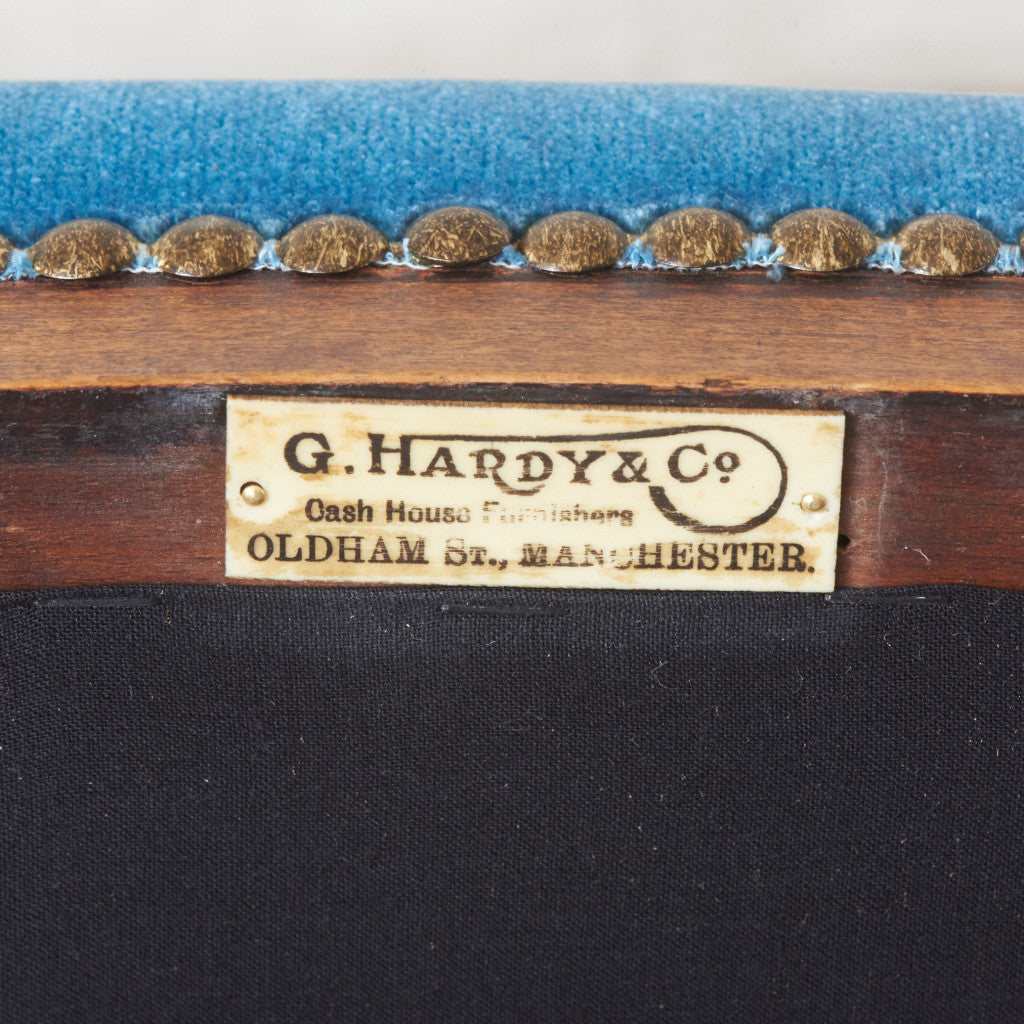 G. HARDY & Co.
Cash House Furnishers
OLDHAM ST., MANCHESTER.